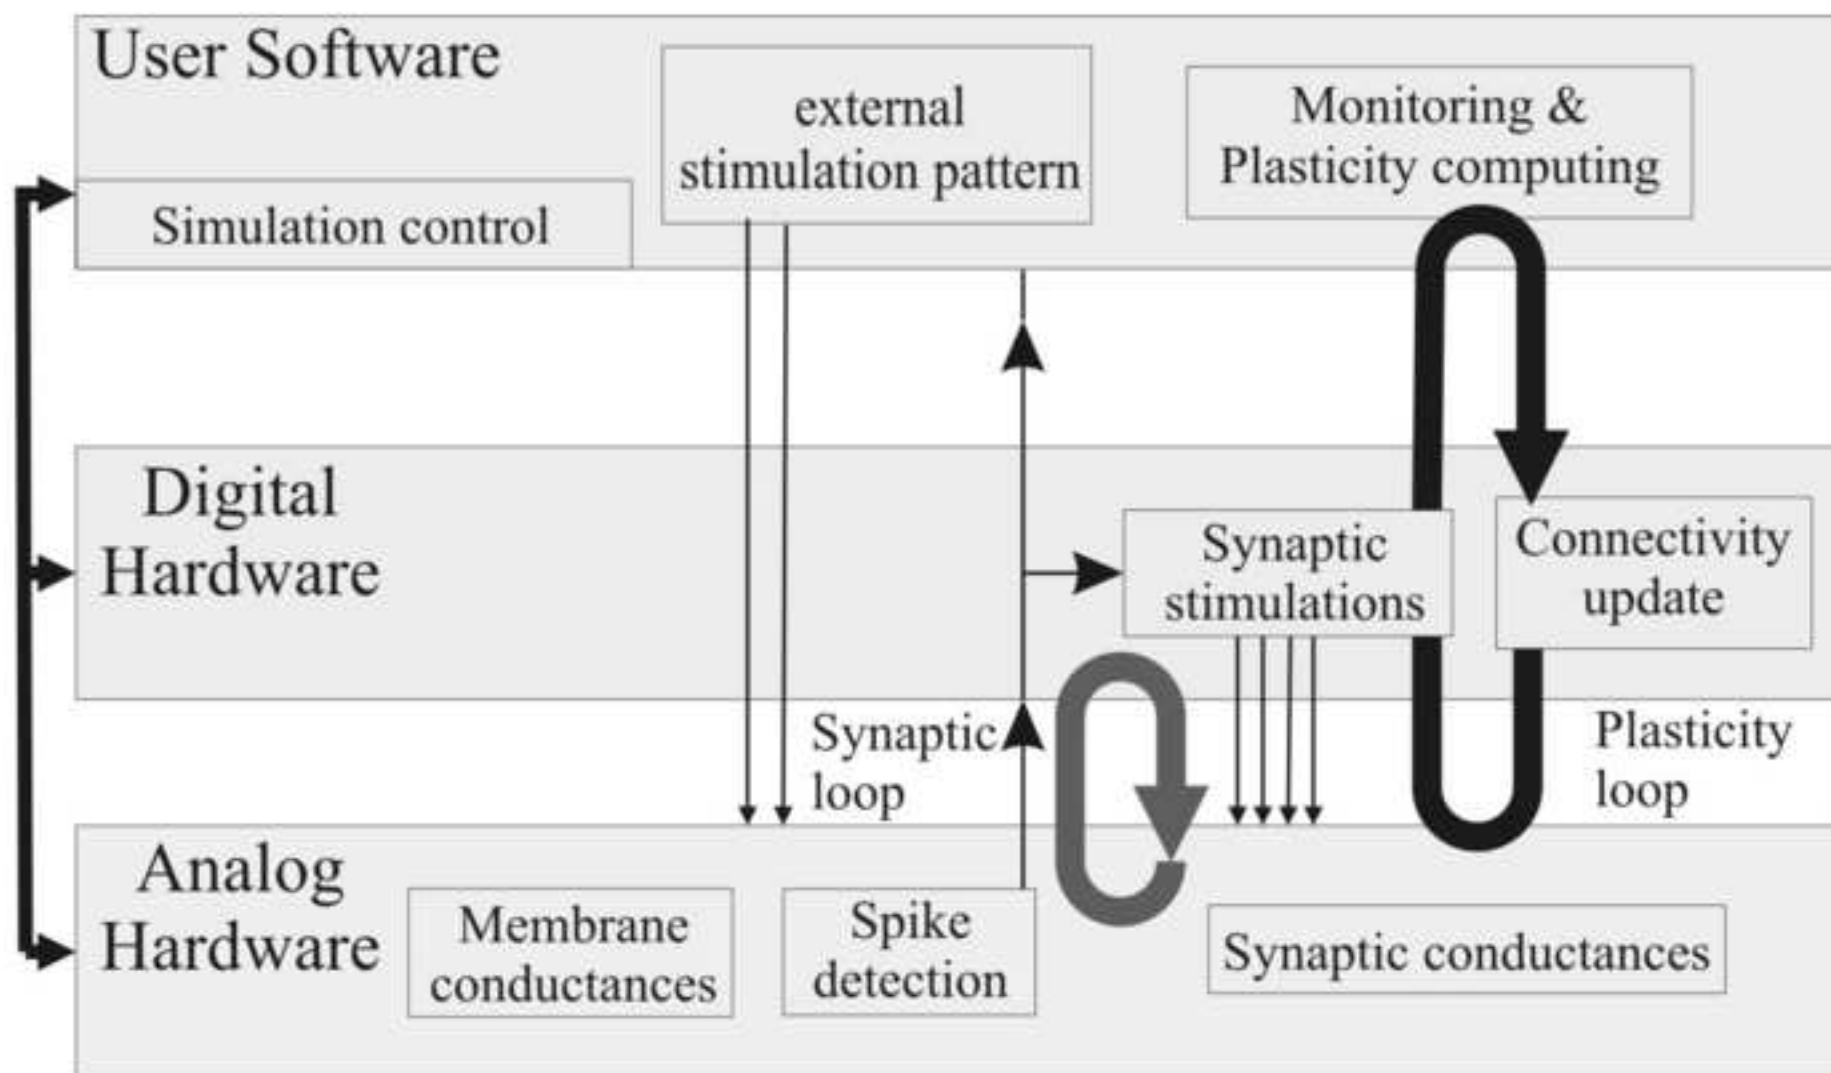 User Software
external
stimulation pattern
Monitoring &
Plasticity computing
Simulation control
Digital
Hardware
Synaptic
stimulations
Connectivity
update
Synaptic
loop
Plasticity
loop
Analog
Hardware
Membrane
conductances
Spike
detection
Synaptic conductances